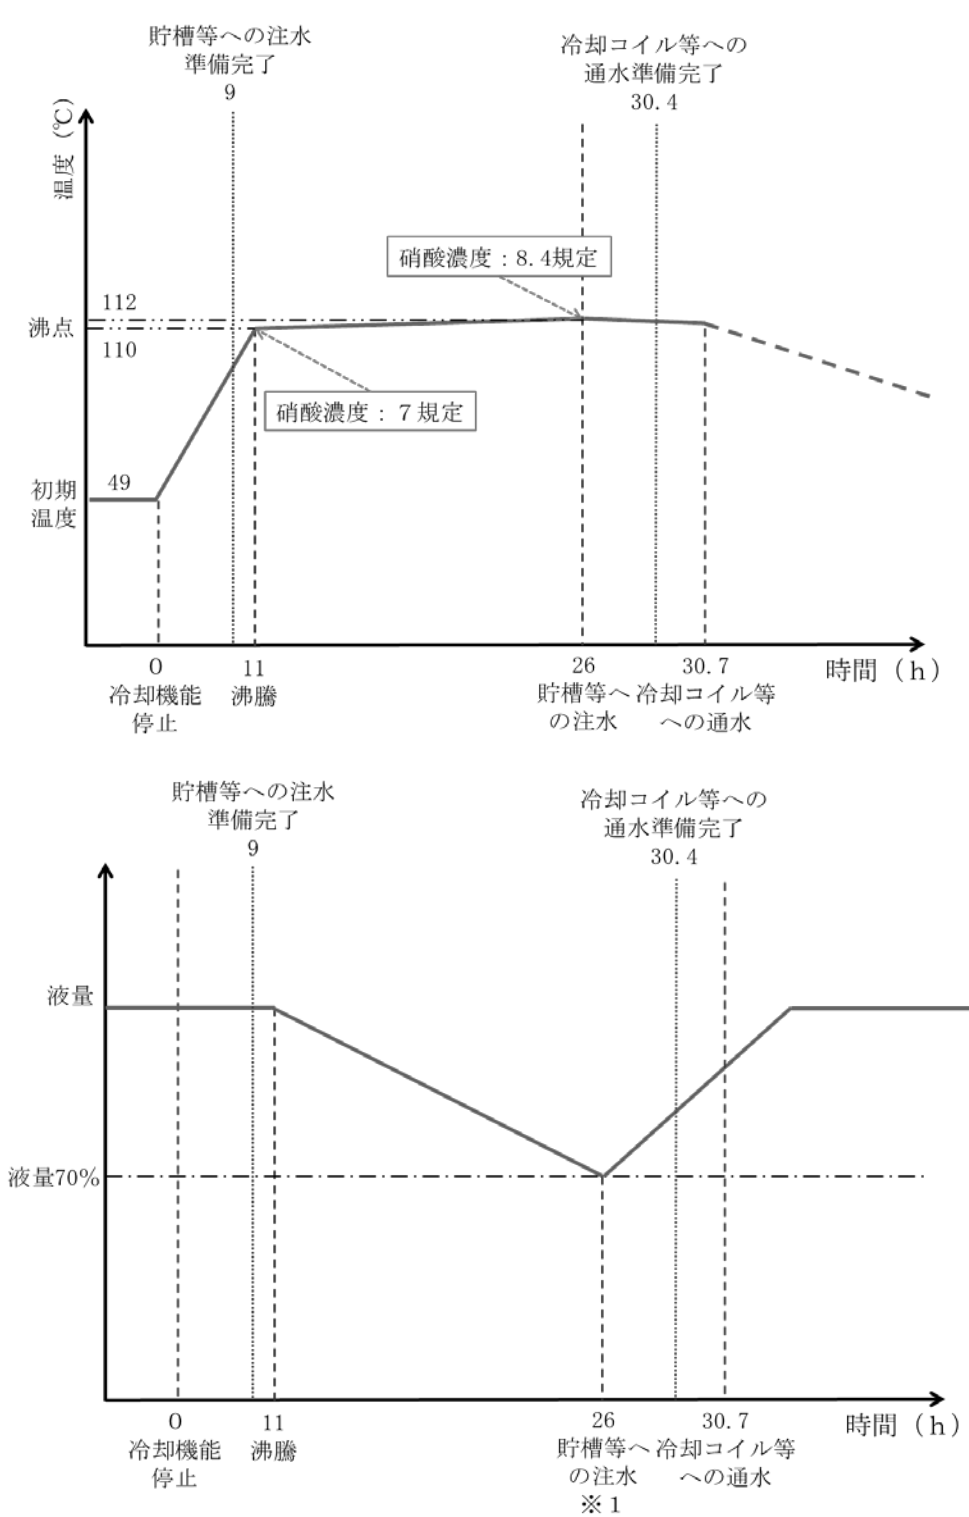 貯槽等への注水
準備完了
9
冷却コイル等への
通水準備完了
30.4
温度（℃）
硝酸濃度：8.4規定
112
沸点
110
硝酸濃度：７規定
49
初期
温度
0
冷却機能
停止
11
沸騰
26
貯槽等へ
の注水
30.7
冷却コイル等
への通水
時間（ｈ）
貯槽等への注水
準備完了
9
冷却コイル等への
通水準備完了
30.4
液量
液量70%
0
冷却機能
停止
11
沸騰
26
貯槽等へ
の注水
※１
30.7
冷却コイル等
への通水
時間（ｈ）